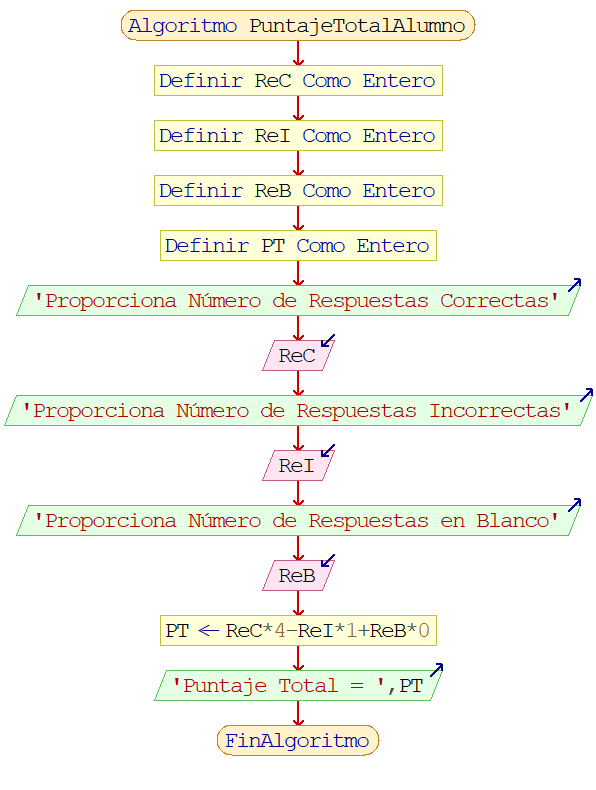 Algoritmo PuntajeTotalAlumno
Definir ReC Como Entero
Definir ReI Como Entero
Definir ReB Como Entero
Definir PT Como Entero
'Proporciona Número de Respuestas Correctas'
ReC
'Proporciona Número de Respuestas Incorrectas'
ReI
'Proporciona Número de Respuestas en Blanco'
ReB
PT ← ReC*4-ReI*1+ReB*0
'Puntaje Total = ',PT
FinAlgoritmo